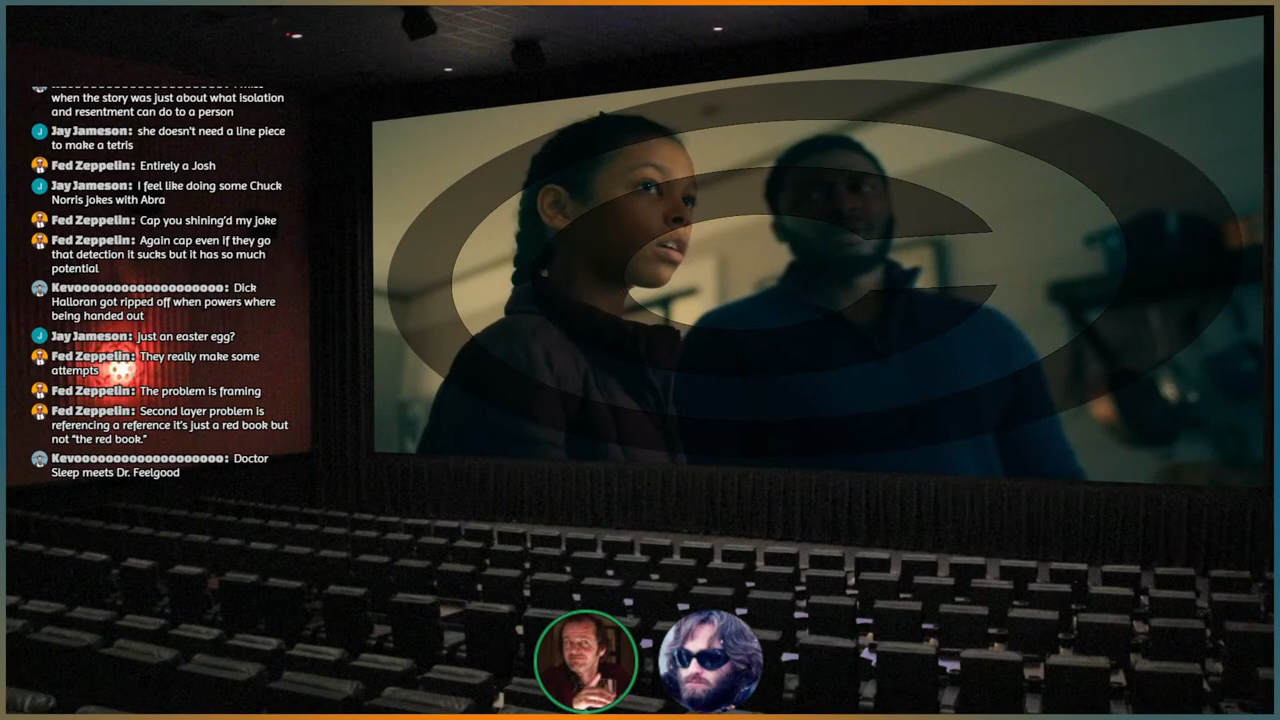 when the story was just about what isolation
and resentment can do to a person
JayJameson: she doesn't need a line piece
to make a tetris
Fed Zeppelin: Entirely a Josh
JayJameson: I feel like doing some Chuck
Norris jokes with Abra
Fed Zeppelin: Cap you shining'd my joke
Fed Zeppelin: Again cap even if they go
that detection it sucks but it has so much
potential
Kevooooooooooooooooooo: Dick
Halloran got ripped off when powers where
being handed out
JayJameson: just an easter egg?
Fed Zeppelin: They really make some
attempts
Fed Zeppelin: The problem is framing
Fed Zeppelin: Second layer problem is
referencing a reference it's just a red book but
not "the red book."
Kevooooooooooooooooooo: Doctor
Sleep meets Dr. Feelgood